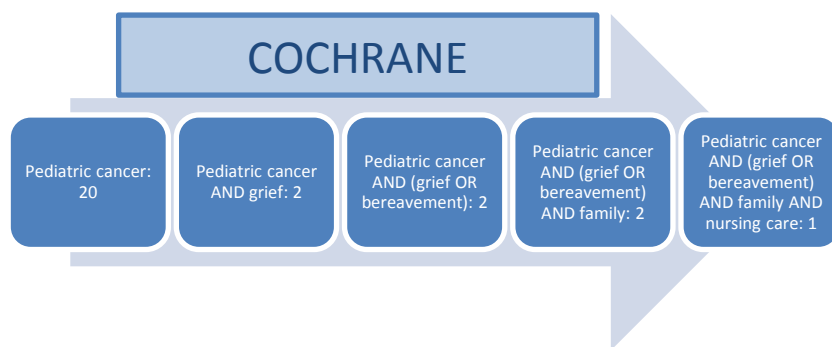 COCHRANE
Pediatric cancer:
20
Pediatric cancer
AND grief: 2
Pediatric cancer
AND (grief OR
bereavement): 2
Pediatric cancer
AND (grief OR
bereavement)
AND family: 2
Pediatric cancer
AND (grief OR
bereavement)
AND family AND
nursing care: 1